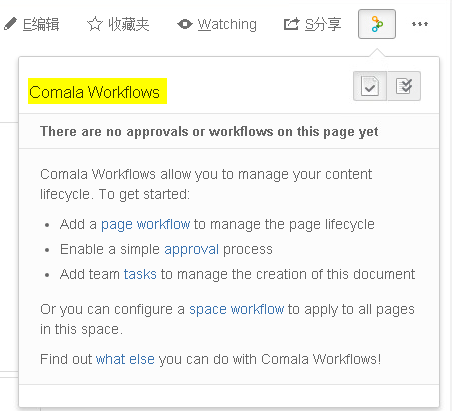 E编辑 收藏夹 Watching S分享
Comala Workflows
There are no approvals or workflows on this page yet
Comala Workflows allow you to manage your content
lifecycle. To get started:
• Add a page workflow to manage the page lifecycle
• Enable a simple approval process
• Add team tasks to manage the creation of this document
Or you can configure a space workflow to apply to all pages
in this space.
Find out what else you can do with Comala Workflows!